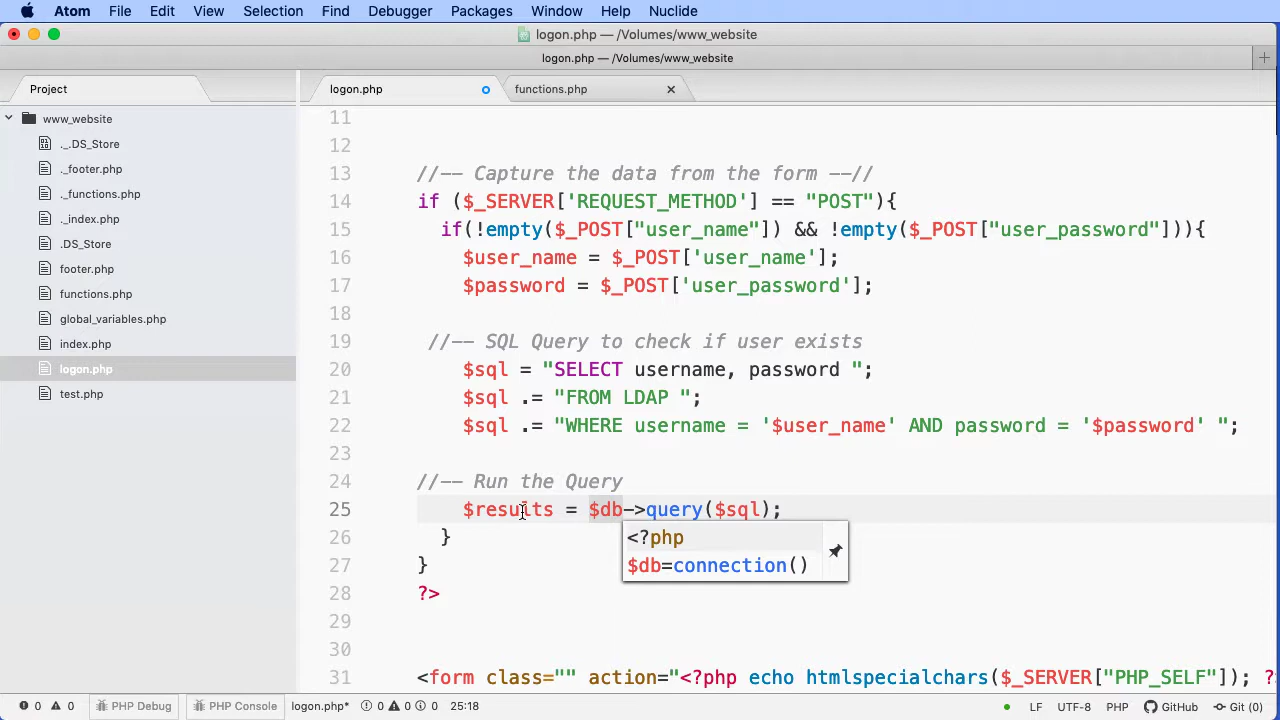 Atom File Edit View Selection Find Debugger Packages Window Help Nuclide
logon.php — /Volumes/www_website
logon.php — /Volumes/www_website
Project
logon.php
functions.php
www_website
._.DS_Store
._footer.php
._functions.php
._index.php
.DS_Store
footer.php
functions.php
global_variables.php
index.php
logon.php
test.php
11
12
13 //-- Capture the data from the form --//
14 if ($_SERVER['REQUEST_METHOD'] == "POST"){
15 if(!empty($_POST["user_name"]) && !empty($_POST["user_password"])){
16 $user_name = $_POST['user_name'];
17 $password = $_POST['user_password'];
18
19 //-- SQL Query to check if user exists
20 $sql = "SELECT username, password ";
21 $sql .= "FROM LDAP ";
22 $sql .= "WHERE username = '$user_name' AND password = '$password' ";
23
24 //-- Run the Query
25 $results = $db->query($sql);
26 }
<?php
$db=connection()
27 }
28 ?>
29
30
31 <form class="" action="<?php echo htmlspecialchars($_SERVER["PHP_SELF"]); ?
0 0 PHP Debug PHP Console logon.php* 0 0 0 25:18 LF UTF-8 PHP GitHub Git (0)